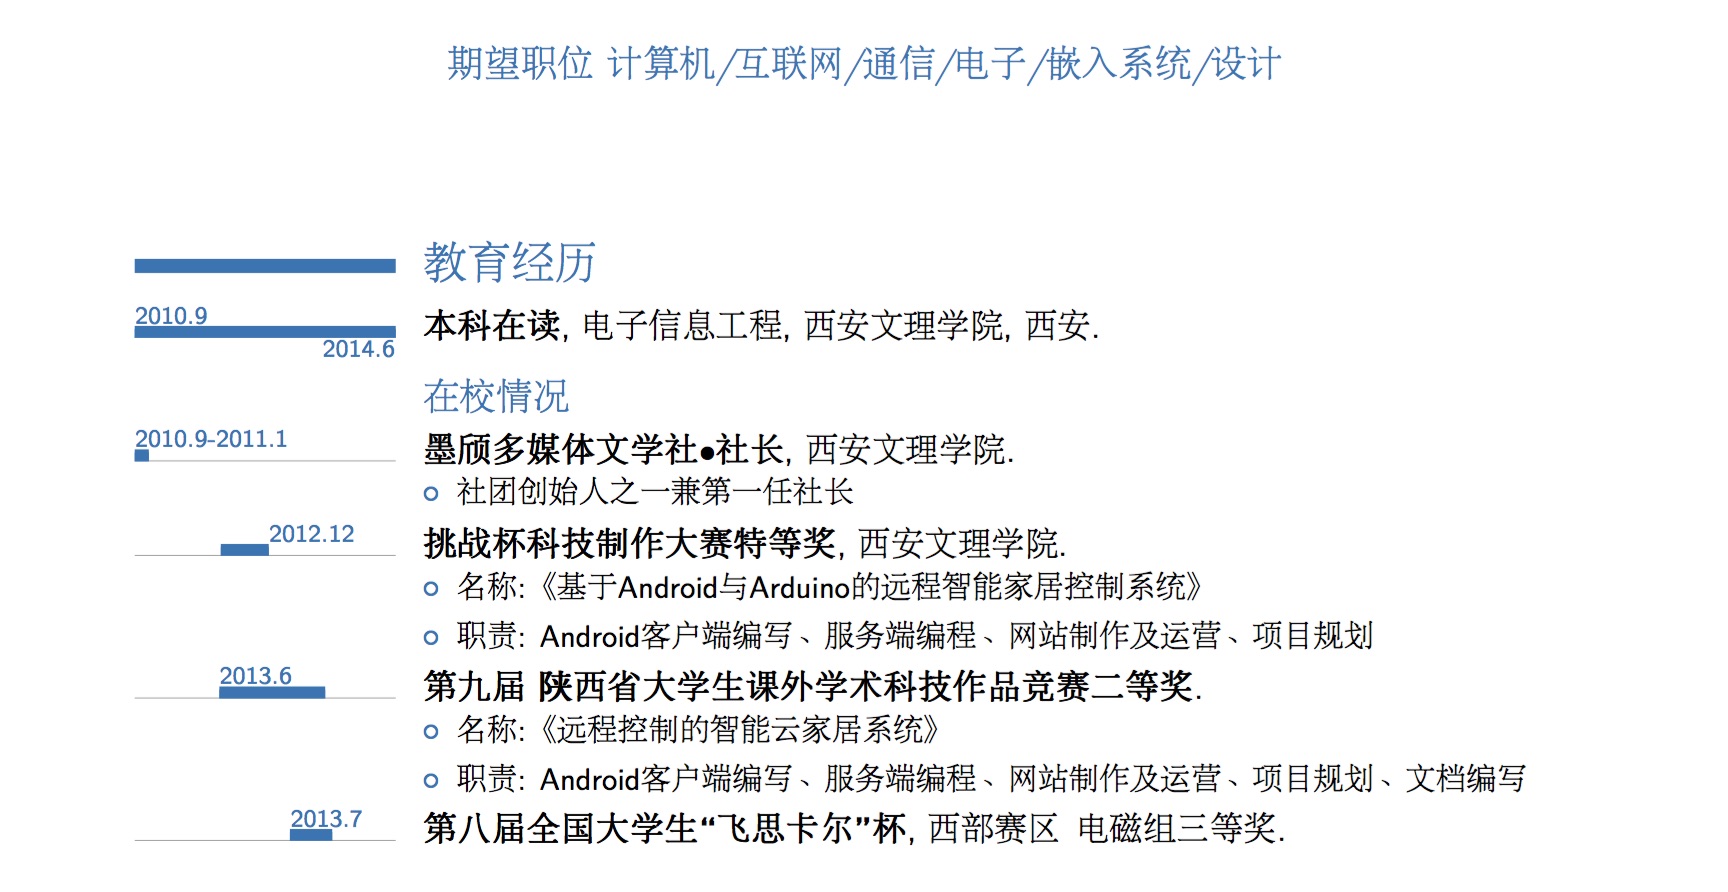 期望职位 计算机/互联网/通信/电子/嵌入系统/设计
教育经历
2010.9
2014.6
本科在读, 电子信息工程, 西安文理学院, 西安.
在校情况
2010.9-2011.1
墨颀多媒体文学社•社长, 西安文理学院.
社团创始人之一兼第一任社长
2012.12
挑战杯科技制作大赛特等奖, 西安文理学院.
名称:《基于Android与Arduino的远程智能家居控制系统》
职责: Android客户端编写、服务端编程、网站制作及运营、项目规划
2013.6
第九届 陕西省大学生课外学术科技作品竞赛二等奖.
名称:《远程控制的智能云家居系统》
职责: Android客户端编写、服务端编程、网站制作及运营、项目规划、文档编写
2013.7
第八届全国大学生“飞思卡尔”杯, 西部赛区 电磁组三等奖.